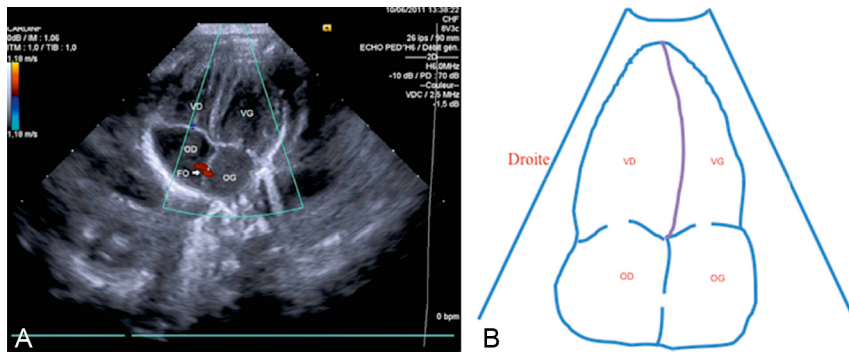 10/06/2011 13:38:22
CHF
8V3c
26 ips / 90 mm
ECHO PED'H6 / Débit gén.
2D
H6,0MHz
-10 dB / PD : 70 dB
--Couleur--
VDC / 2,5 MHz
-1,5 dB
0dB / IM : 1,06
ITM : 1,0 / TIB : 1,0
1,18 m/s
1,18 m/s
VD
VG
OD
FO
OG
0 bpm
A
Droite
VD
VG
OD
OG
B